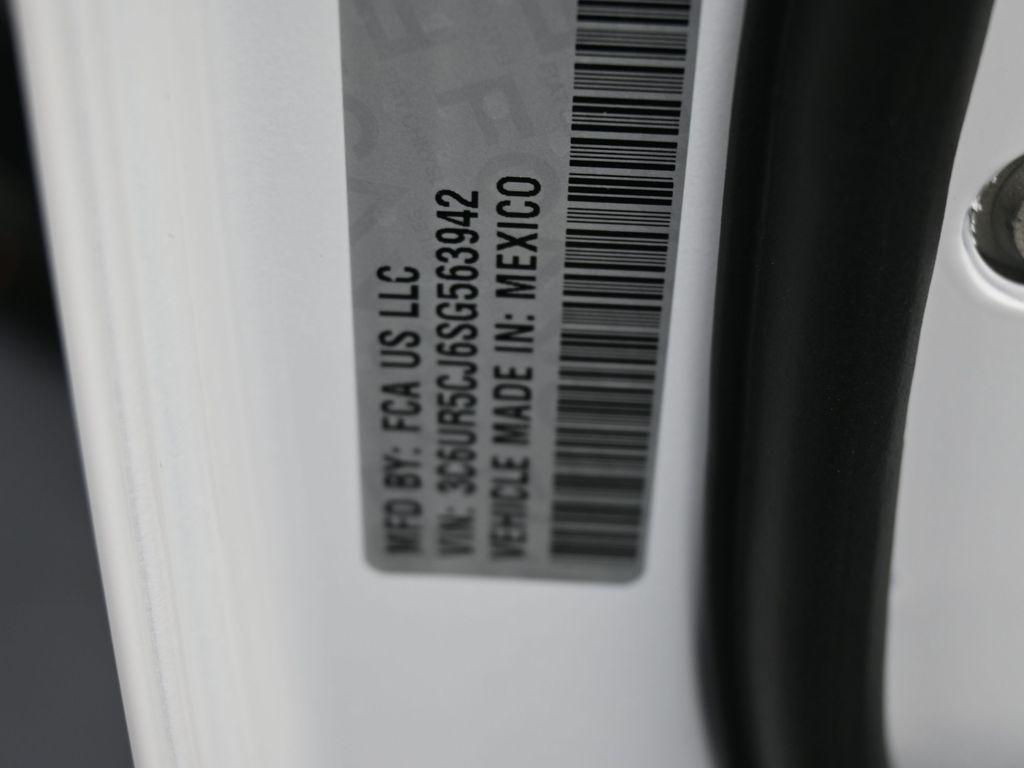 MFD BY: FCA US LLC
VIN: 3C6UR5CJ6SG563942
VEHICLE MADE IN: MEXICO